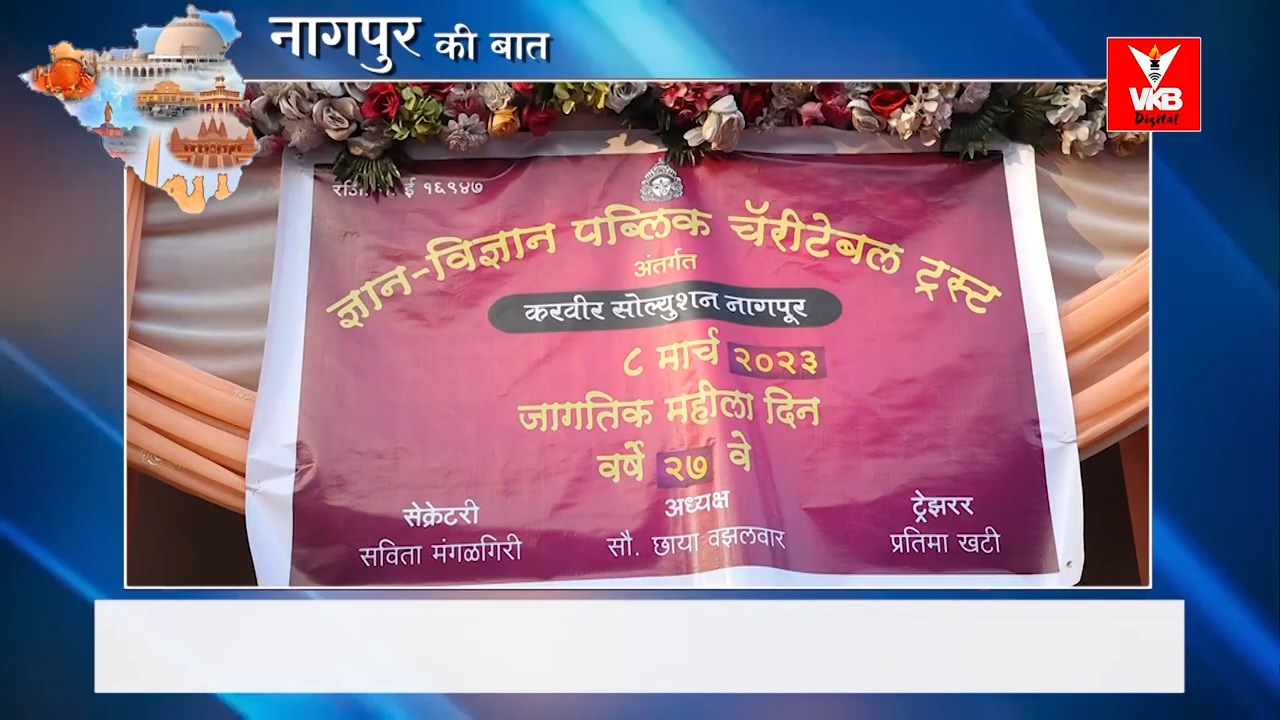 नागपुर की बात
VKB
Digital
ई १६९४७
ज्ञान-विज्ञान पब्लिक चॅरीटेबल ट्रस्ट
अंतर्गत
करवीर सोल्युशन नागपूर
८ मार्च २०२३
जागतिक महीला दिन
वर्षे २७ वे
सेक्रेटरी अध्यक्ष ट्रेझरर
सविता मंगळगिरी सौ. छाया वझलवार प्रतिमा खटी